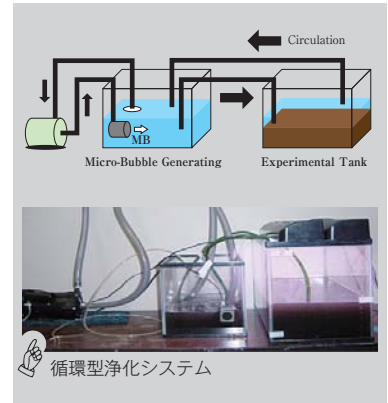 Circulation
MB
Micro-Bubble Generating
Experimental Tank
循環型浄化システム